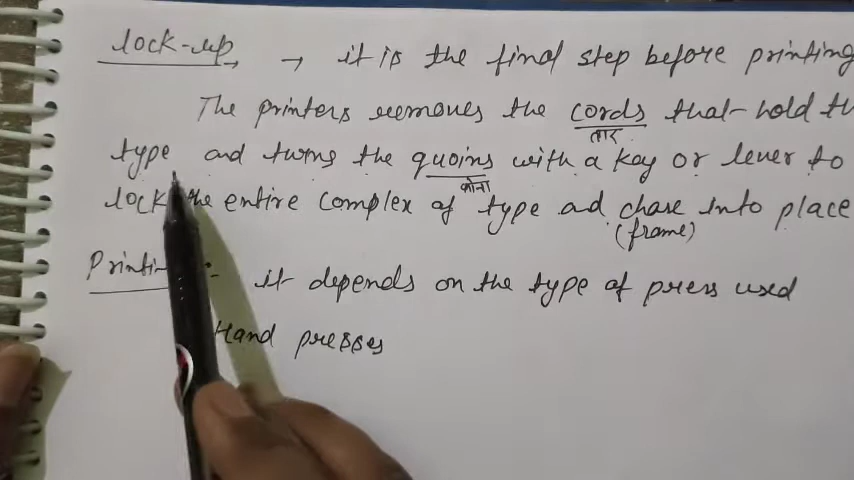 lock-up → it is the final step before printing
The printers removes the cords that hold th
तार
type and turns the quoins with a key or lever to
कोना
lock the entire complex of type and chase into place
(frame)
Printin :- it depends on the type of press used
Hand presses